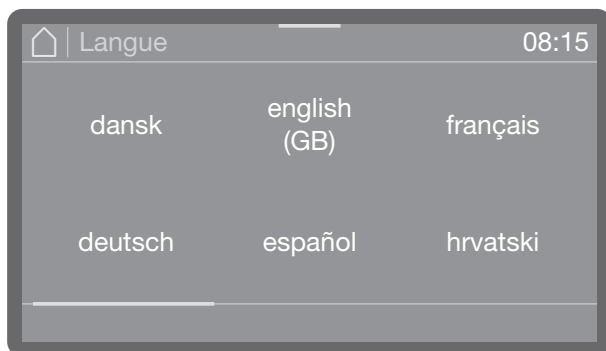 Langue 08:15
dansk english (GB) français
deutsch español hrvatski